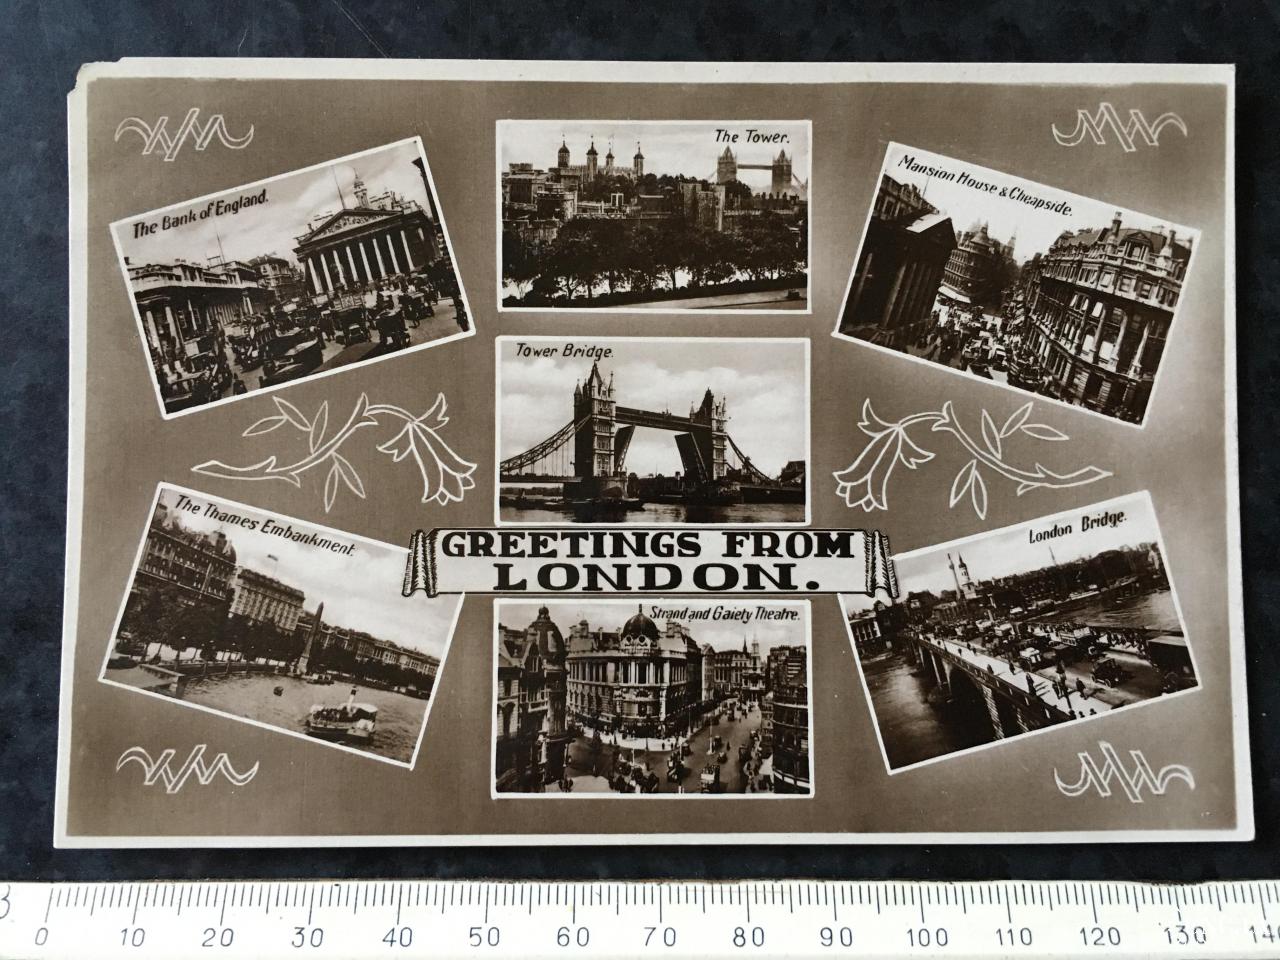 The Bank of England.
The Tower.
Mansion House & Cheapside.
Tower Bridge.
The Thames Embankment.
GREETINGS FROM
LONDON.
London Bridge.
Strand and Gaiety Theatre.
0 10 20 30 40 50 60 70 80 90 100 110 120 130